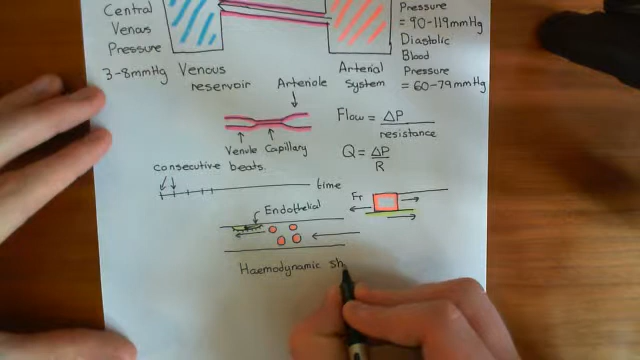 Central
Venous
Pressure
3-8mmHg
Venous
reservoir
Arteriole
Arterial
System
Pressure
= 90-119mmHg
Diastolic
Blood
Pressure
= 60-79mmHg
Venule Capillary
Flow = ΔP
resistance
Q = ΔP
R
consecutive beats.
time
Endothelial
Fr
Haemodynamic sh